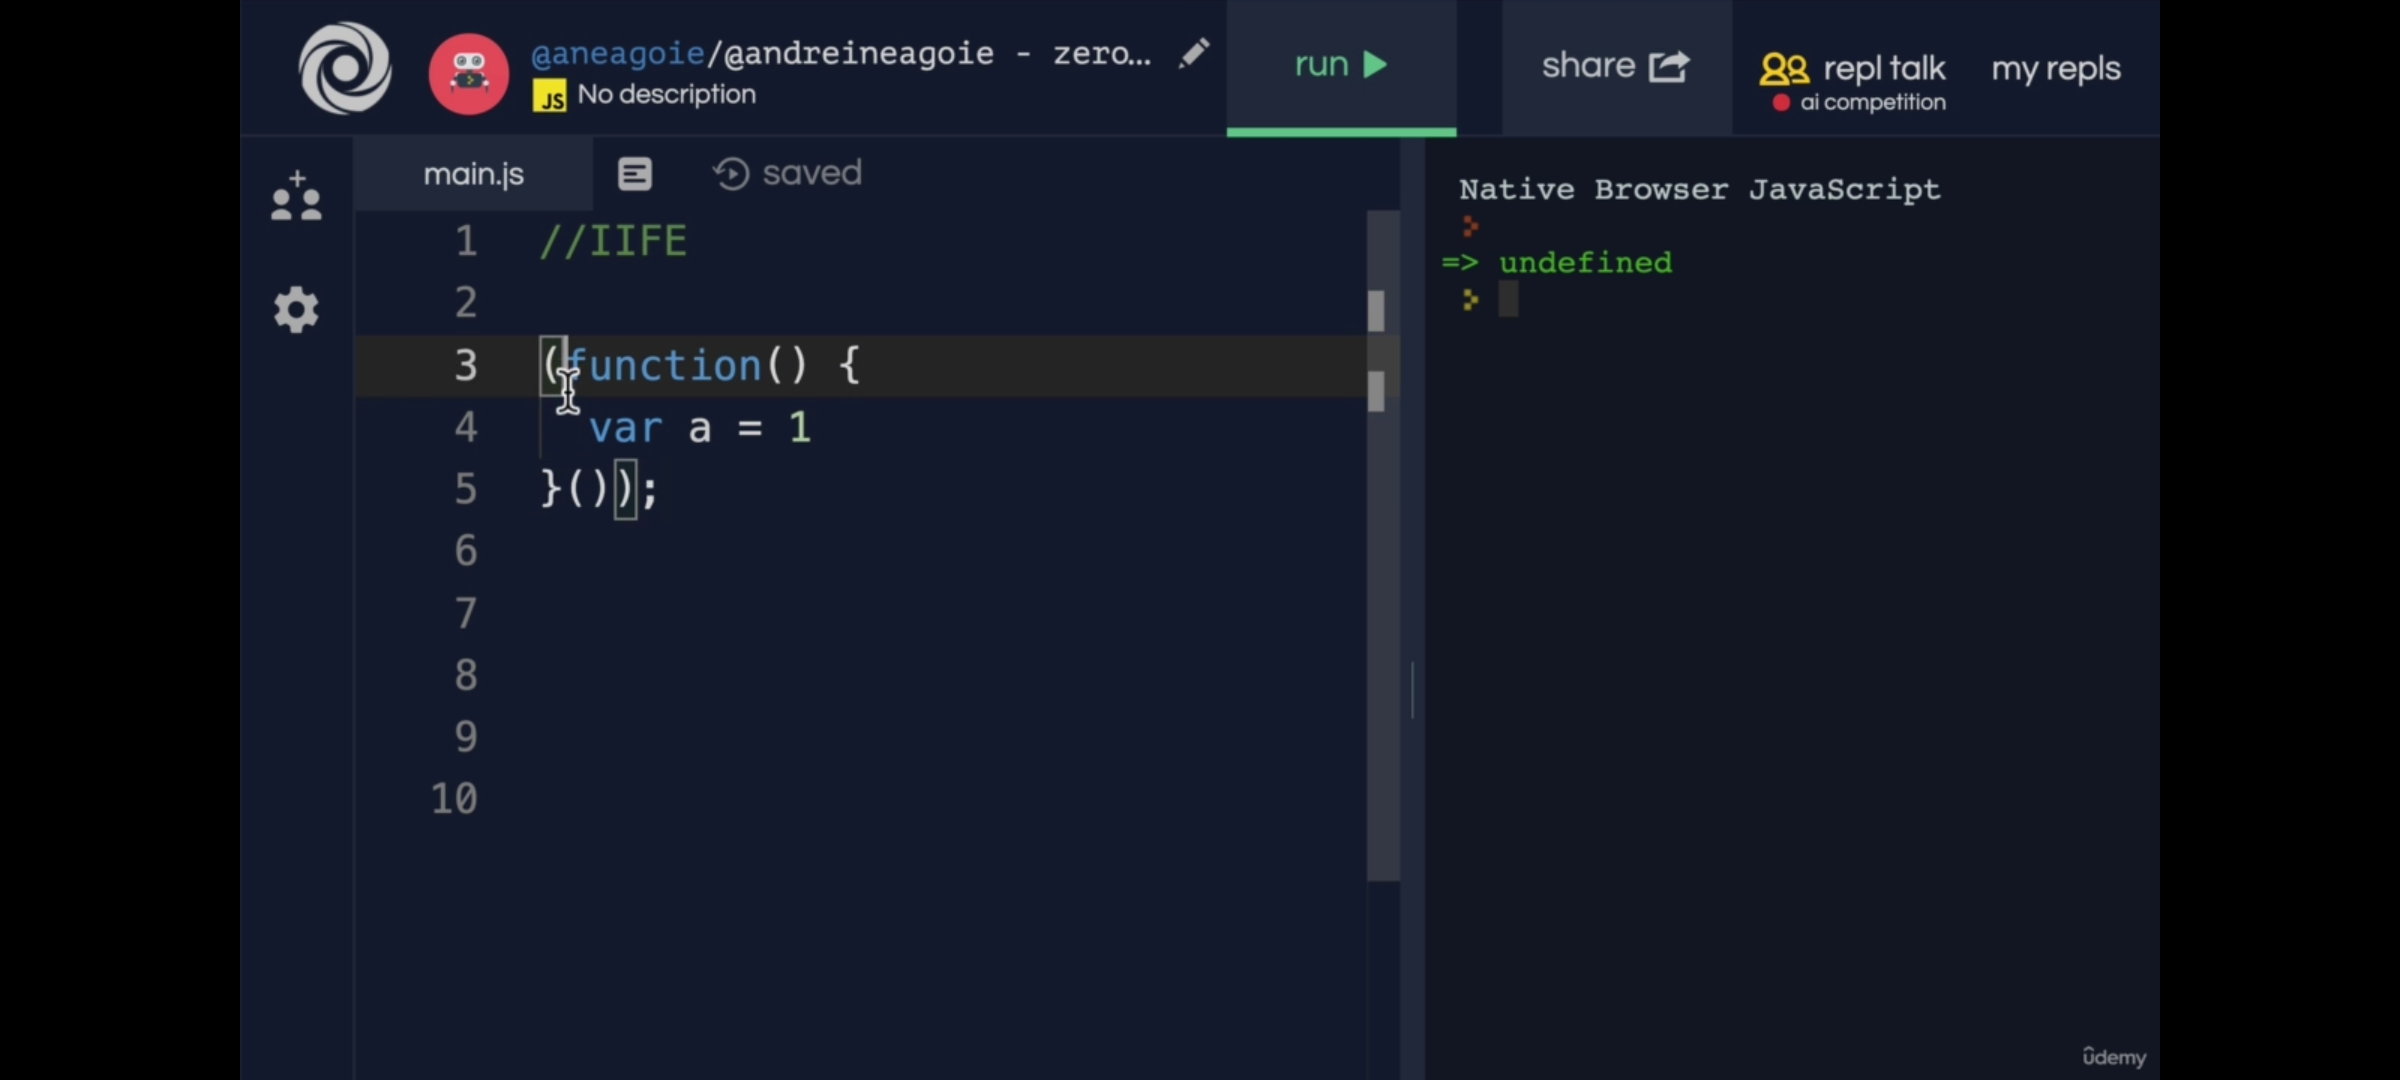 @aneagoie/@andreineagoie - zero...
JS No description
run
share
repl talk
ai competition
my repls
main.js
saved
1 //IIFE
2
3 (function() {
4 var a = 1
5 }());
6
7
8
9
10
Native Browser JavaScript
=> undefined
ûdemy